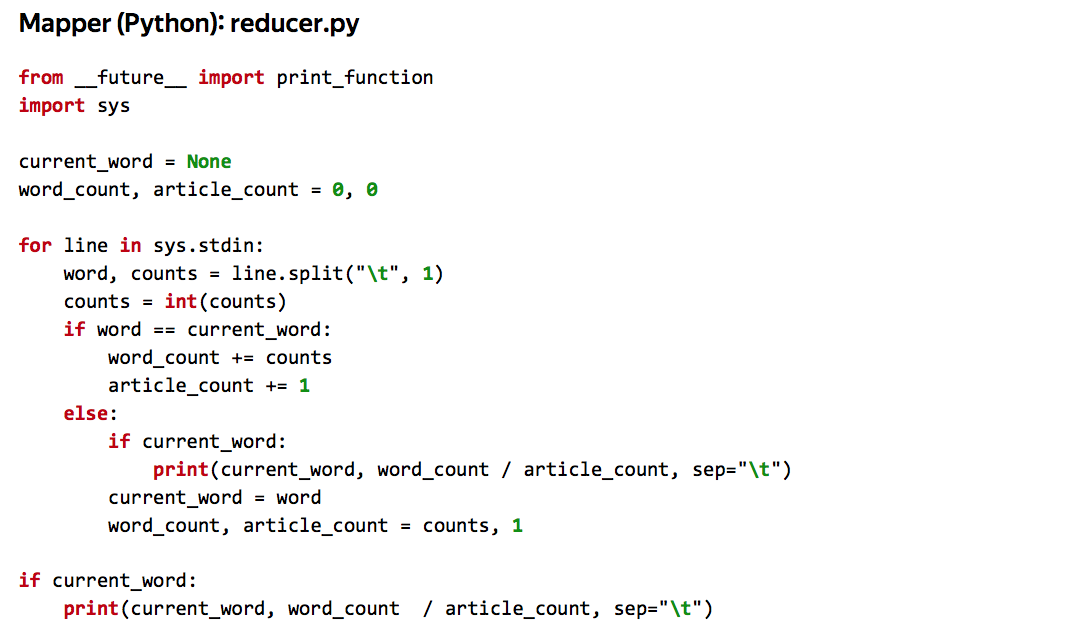 Mapper (Python): reducer.py
from __future__ import print_function
import sys
current_word = None
word_count, article_count = 0, 0
for line in sys.stdin:
    word, counts = line.split("\t", 1)
    counts = int(counts)
    if word == current_word:
        word_count += counts
        article_count += 1
    else:
        if current_word:
            print(current_word, word_count / article_count, sep="\t")
        current_word = word
        word_count, article_count = counts, 1
if current_word:
    print(current_word, word_count  / article_count, sep="\t")